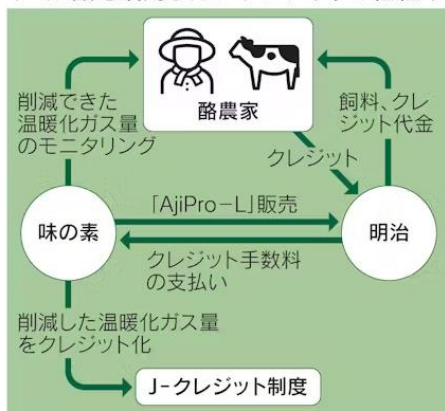 酪農家
削減できた
温暖化ガス量
のモニタリング
飼料、クレ
ジット代金
クレジット
「AjiPro-L」販売
味の素
明治
クレジット手数料
の支払い
削減した温暖化ガス量
をクレジット化
J-クレジット制度